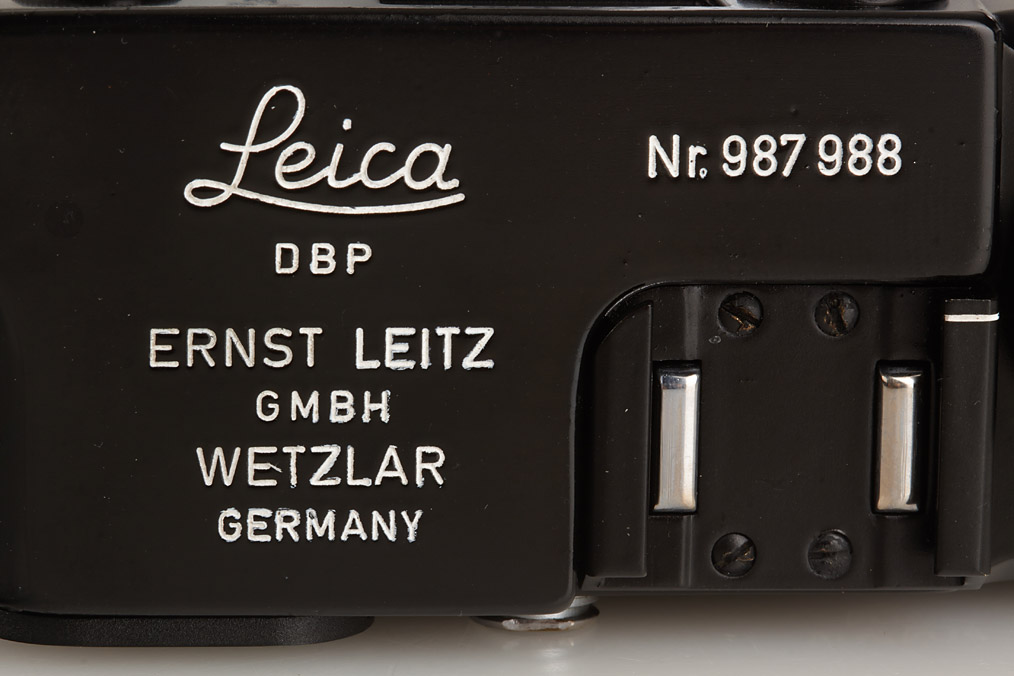 Leica
DBP
ERNST LEITZ
GMBH
WETZLAR
GERMANY
Nr. 987 988